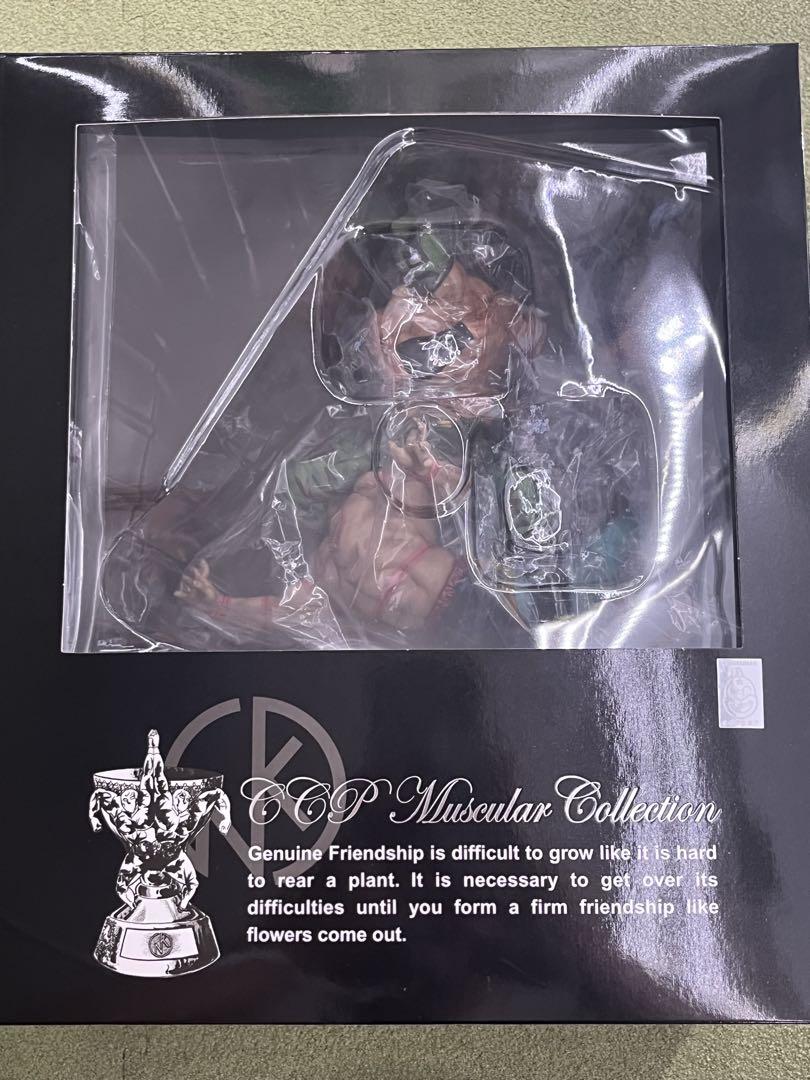 CCP Muscular Collection
Genuine Friendship is difficult to grow like it is hard
to rear a plant. It is necessary to get over its
difficulties until you form a firm friendship like
flowers come out.